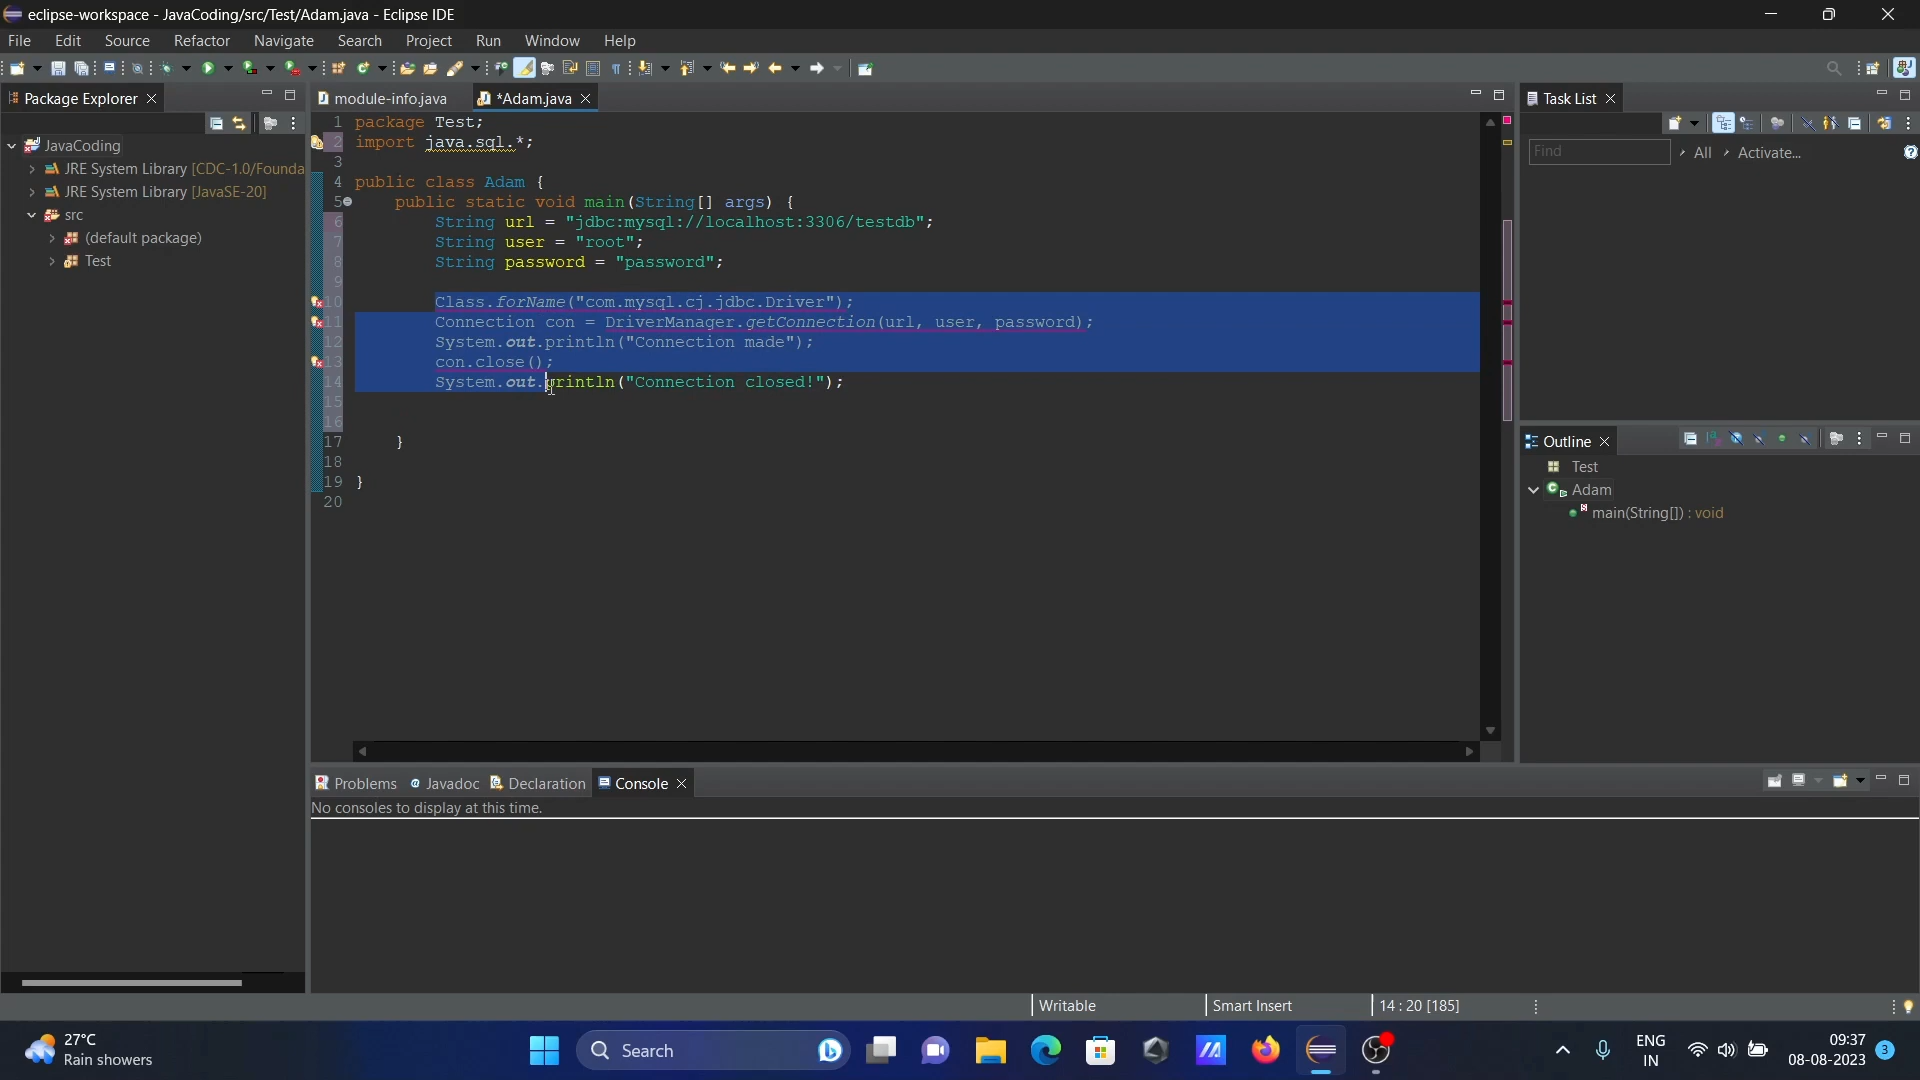 eclipse-workspace - JavaCoding/src/Test/Adam.java - Eclipse IDE
File Edit Source Refactor Navigate Search Project Run Window Help
Package Explorer
JavaCoding
JRE System Library [CDC-1.0/Founda
JRE System Library [JavaSE-20]
src
(default package)
Test
module-info.java *Adam.java
1 package Test;
2 import java.sql.*;
3
4 public class Adam {
5 public static void main(String[] args) {
6 String url = "jdbc:mysql://localhost:3306/testdb";
7 String user = "root";
8 String password = "password";
9
10 Class.forName("com.mysql.cj.jdbc.Driver");
11 Connection con = DriverManager.getConnection(url, user, password);
12 System.out.println("Connection made");
13 con.close();
14 System.out.println("Connection closed!");
15
16
17 }
18
19 }
20
Task List
Find All Activate...
Outline
Test
Adam
main(String[]) : void
Problems Javadoc Declaration Console
No consoles to display at this time.
Writable Smart Insert 14 : 20 [185]
27°C
Rain showers
Search
ENG
IN
09:37
08-08-2023
3